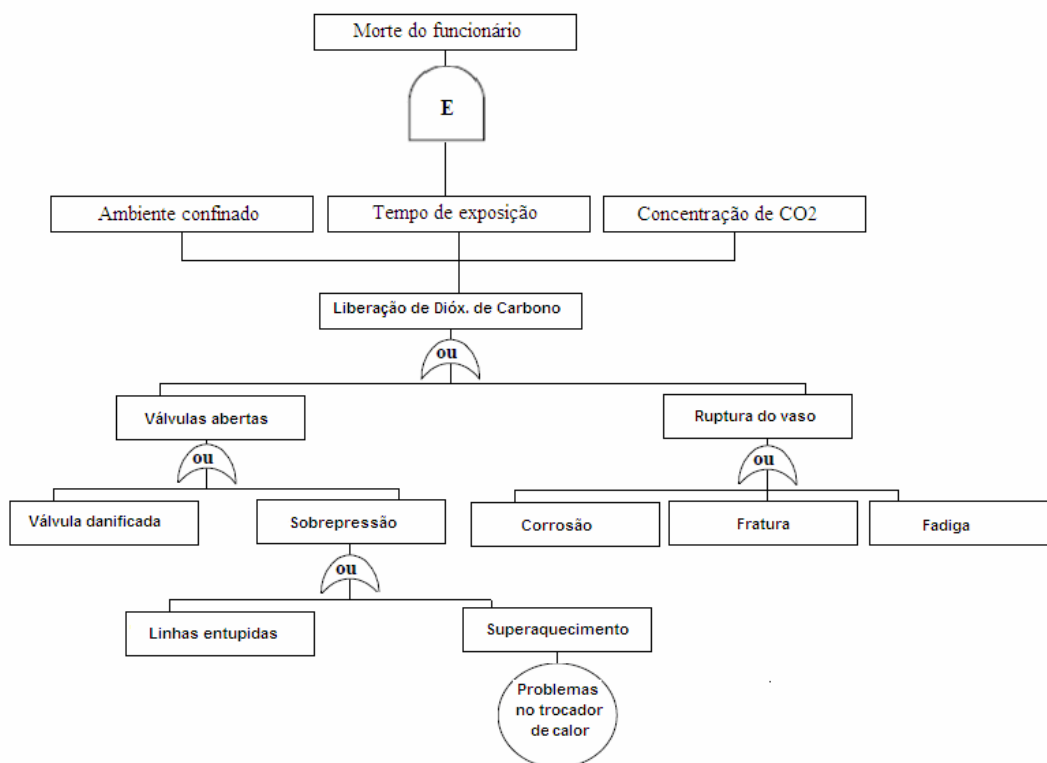 Morte do funcionário
E
Ambiente confinado
Tempo de exposição
Concentração de CO2
Liberação de Dióx. de Carbono
ou
Válvulas abertas
Ruptura do vaso
ou
ou
Válvula danificada
Sobrepressão
Corrosão
Fratura
Fadiga
ou
Linhas entupidas
Superaquecimento
Problemas
no trocador
de calor